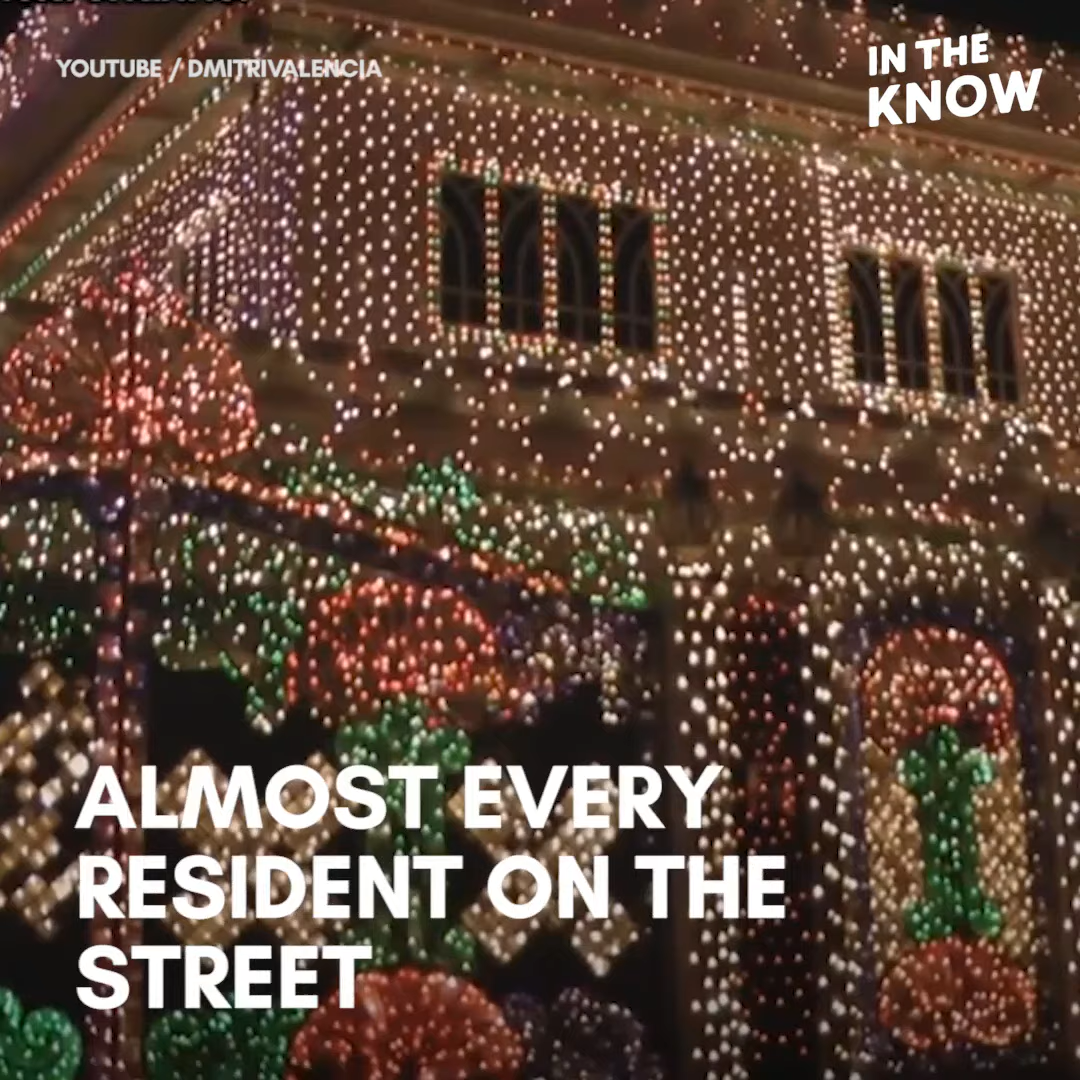 YOUTUBE / DMITRIVALENCIA
IN THE
KNOW
ALMOST EVERY
RESIDENT ON THE
STREET